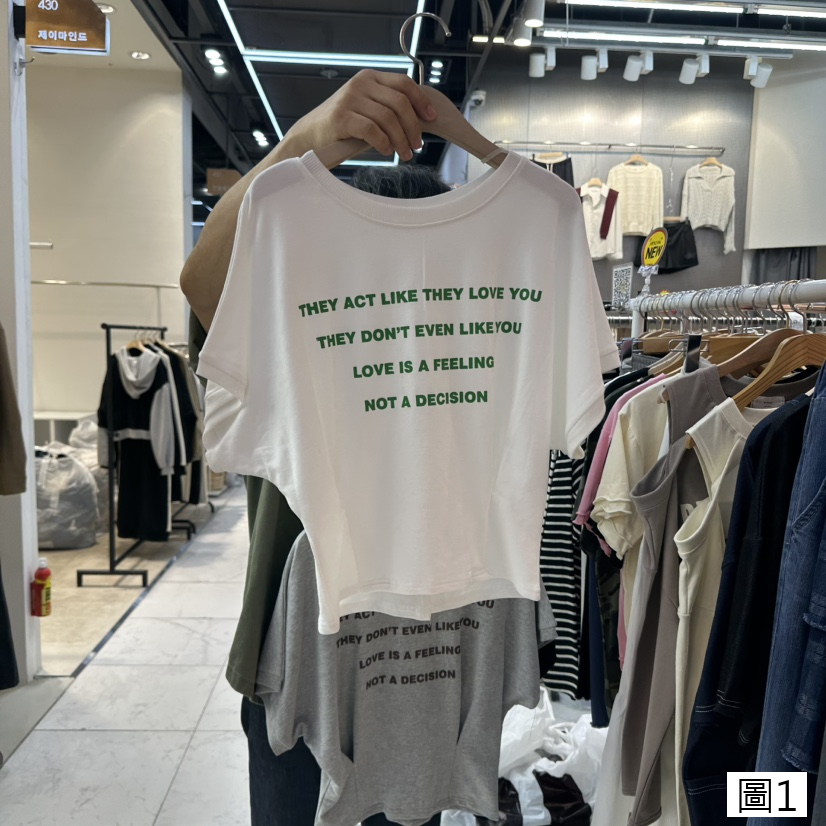 430
제이마인드
NEW
THEY ACT LIKE THEY LOVE YOU
THEY DON'T EVEN LIKE YOU
LOVE IS A FEELING
NOT A DECISION
THEY DON'T EVEN LIKE YOU
LOVE IS A FEELING
NOT A DECISION
圖1